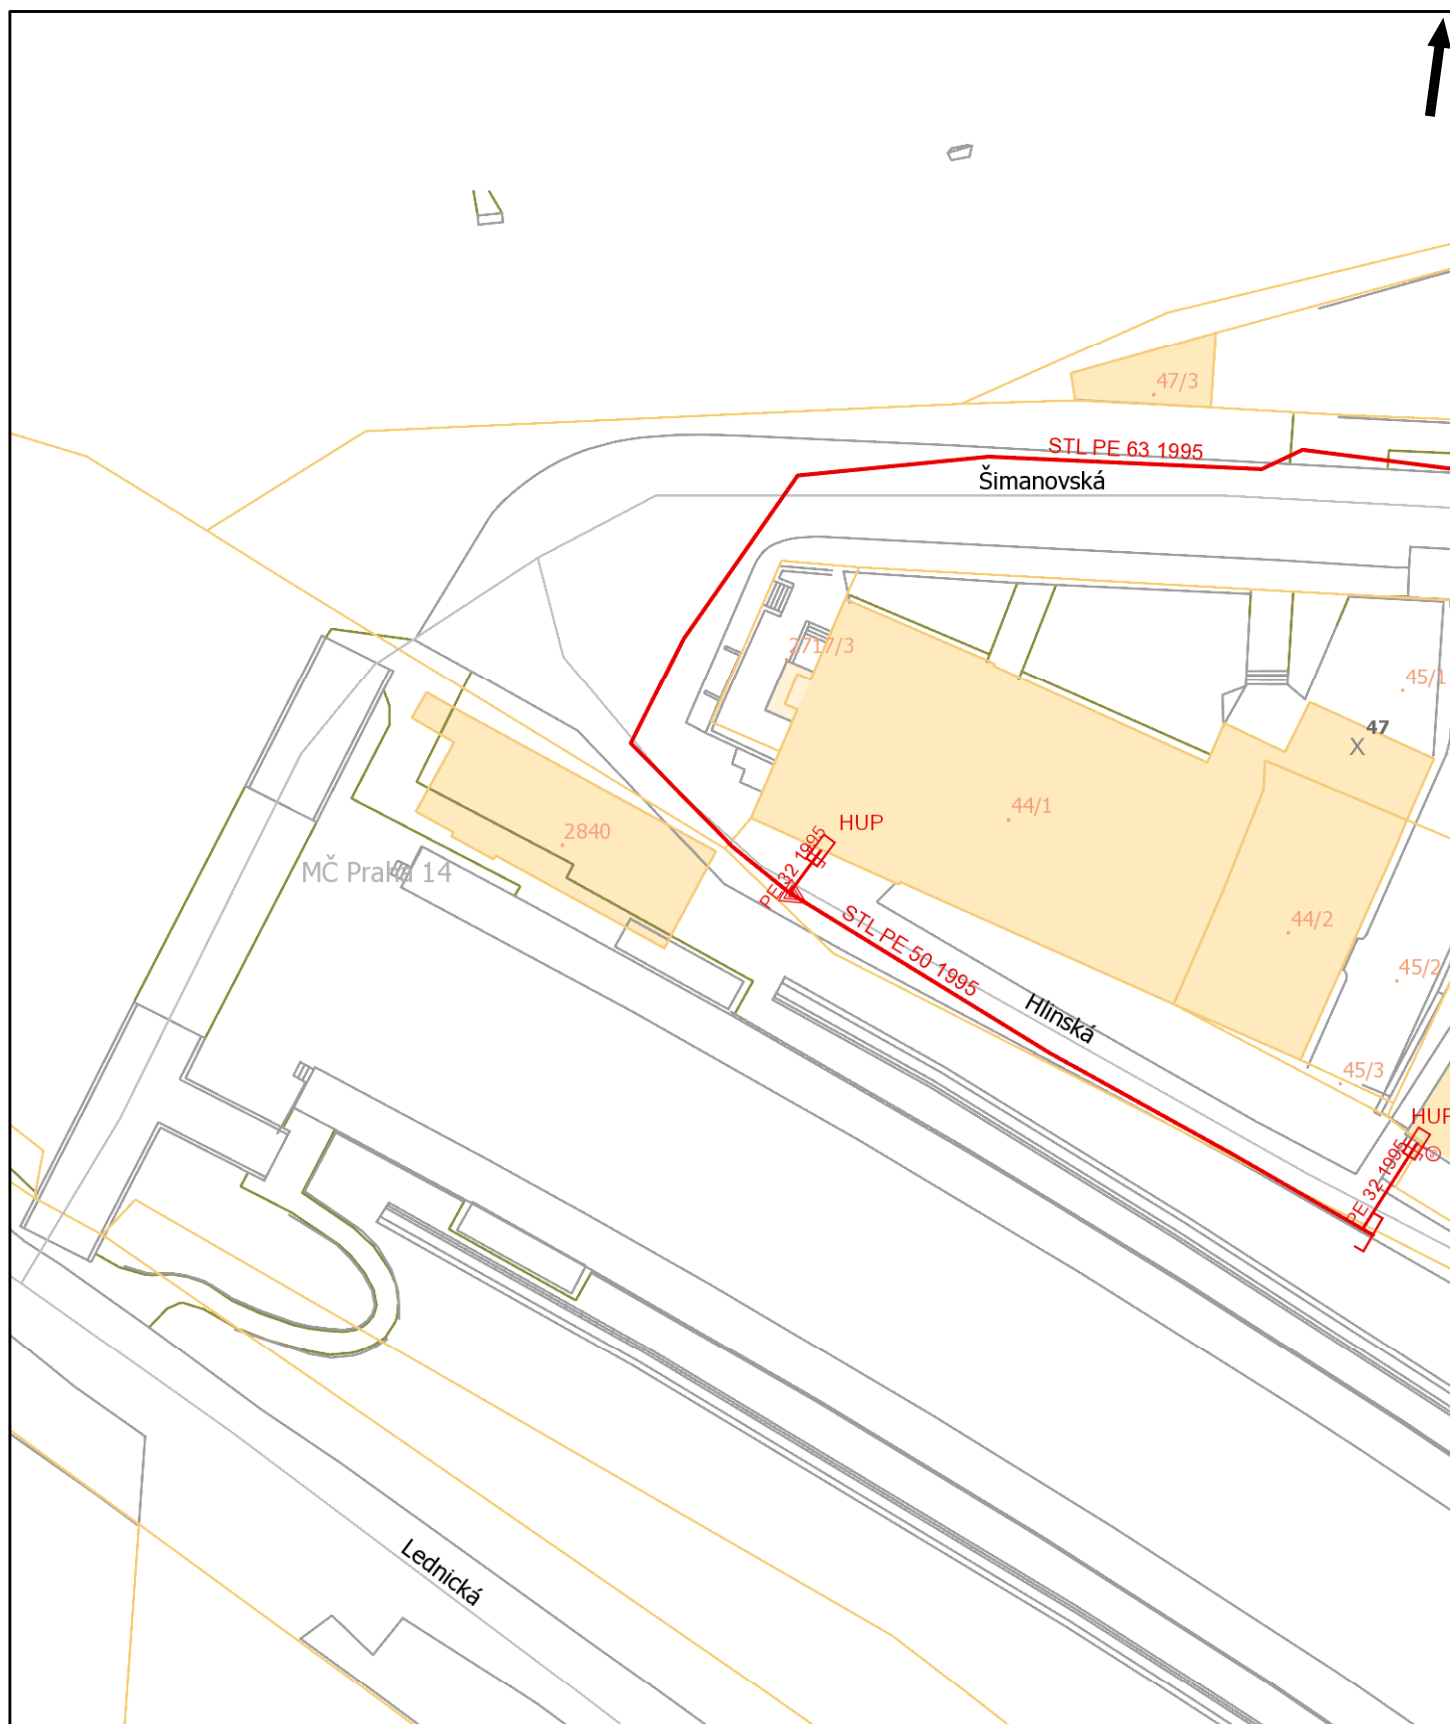 47/3
STL PE 63 1995
Šimanovská
2717/3
45/1
47
X
44/1
HUP
PE 32 1995
2840
MČ Praha 14
STL PE 50 1995
44/2
45/2
Hlinská
45/3
HUP
PE 32 1995
Lednická